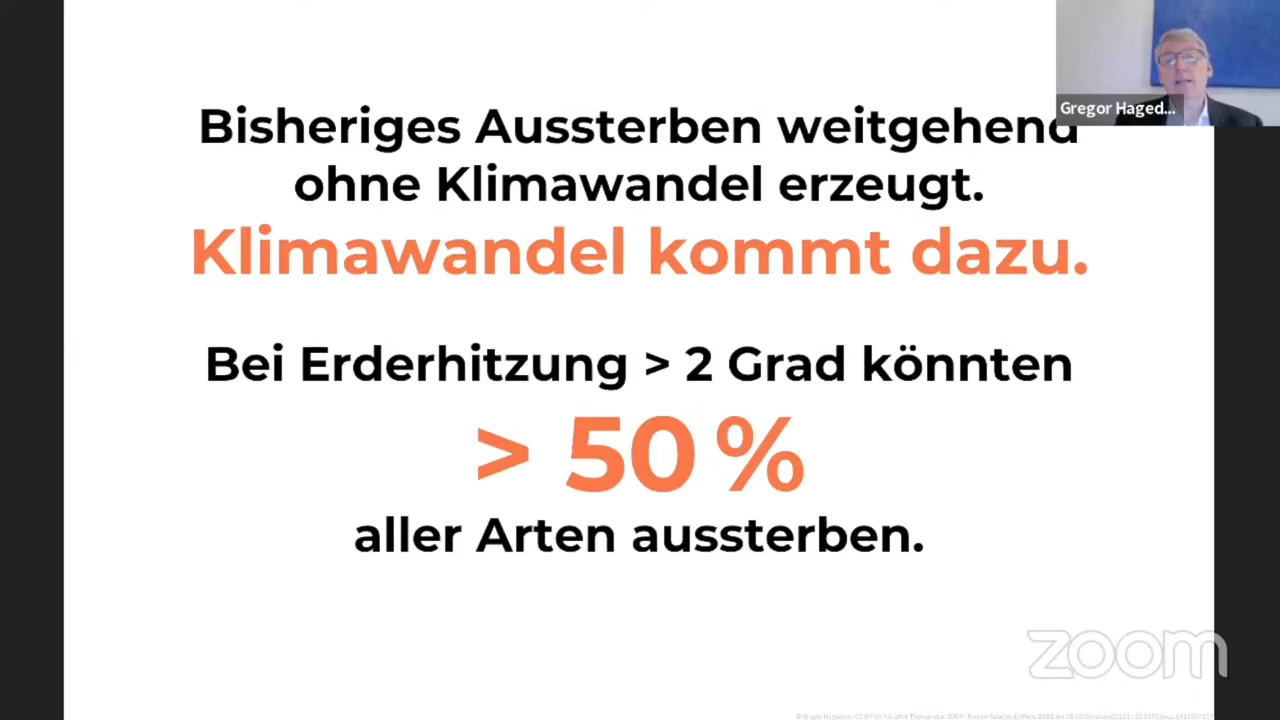 Bisheriges Aussterben weitgehend
ohne Klimawandel erzeugt.
Klimawandel kommt dazu.
Bei Erderhitzung > 2 Grad könnten
> 50 %
aller Arten aussterben.
Gregor Haged...
zoom